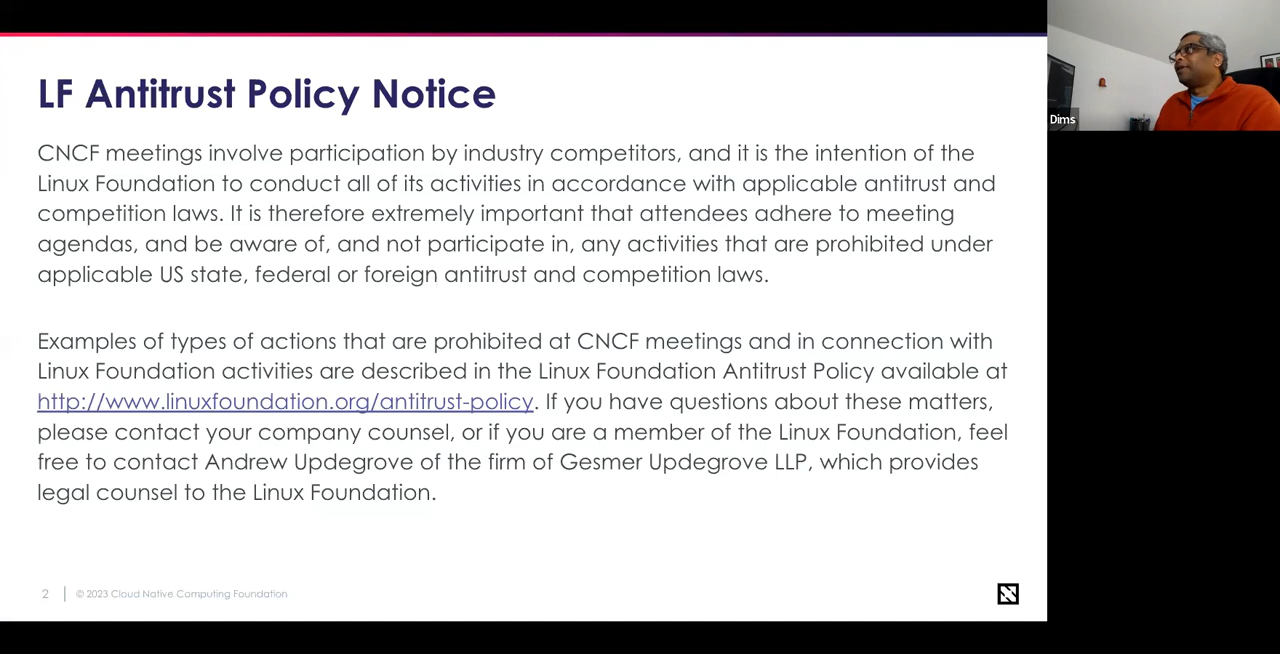 LF Antitrust Policy Notice
CNCF meetings involve participation by industry competitors, and it is the intention of the
Linux Foundation to conduct all of its activities in accordance with applicable antitrust and
competition laws. It is therefore extremely important that attendees adhere to meeting
agendas, and be aware of, and not participate in, any activities that are prohibited under
applicable US state, federal or foreign antitrust and competition laws.
Examples of types of actions that are prohibited at CNCF meetings and in connection with
Linux Foundation activities are described in the Linux Foundation Antitrust Policy available at
http://www.linuxfoundation.org/antitrust-policy. If you have questions about these matters,
please contact your company counsel, or if you are a member of the Linux Foundation, feel
free to contact Andrew Updegrove of the firm of Gesmer Updegrove LLP, which provides
legal counsel to the Linux Foundation.
2
© 2023 Cloud Native Computing Foundation
Dims